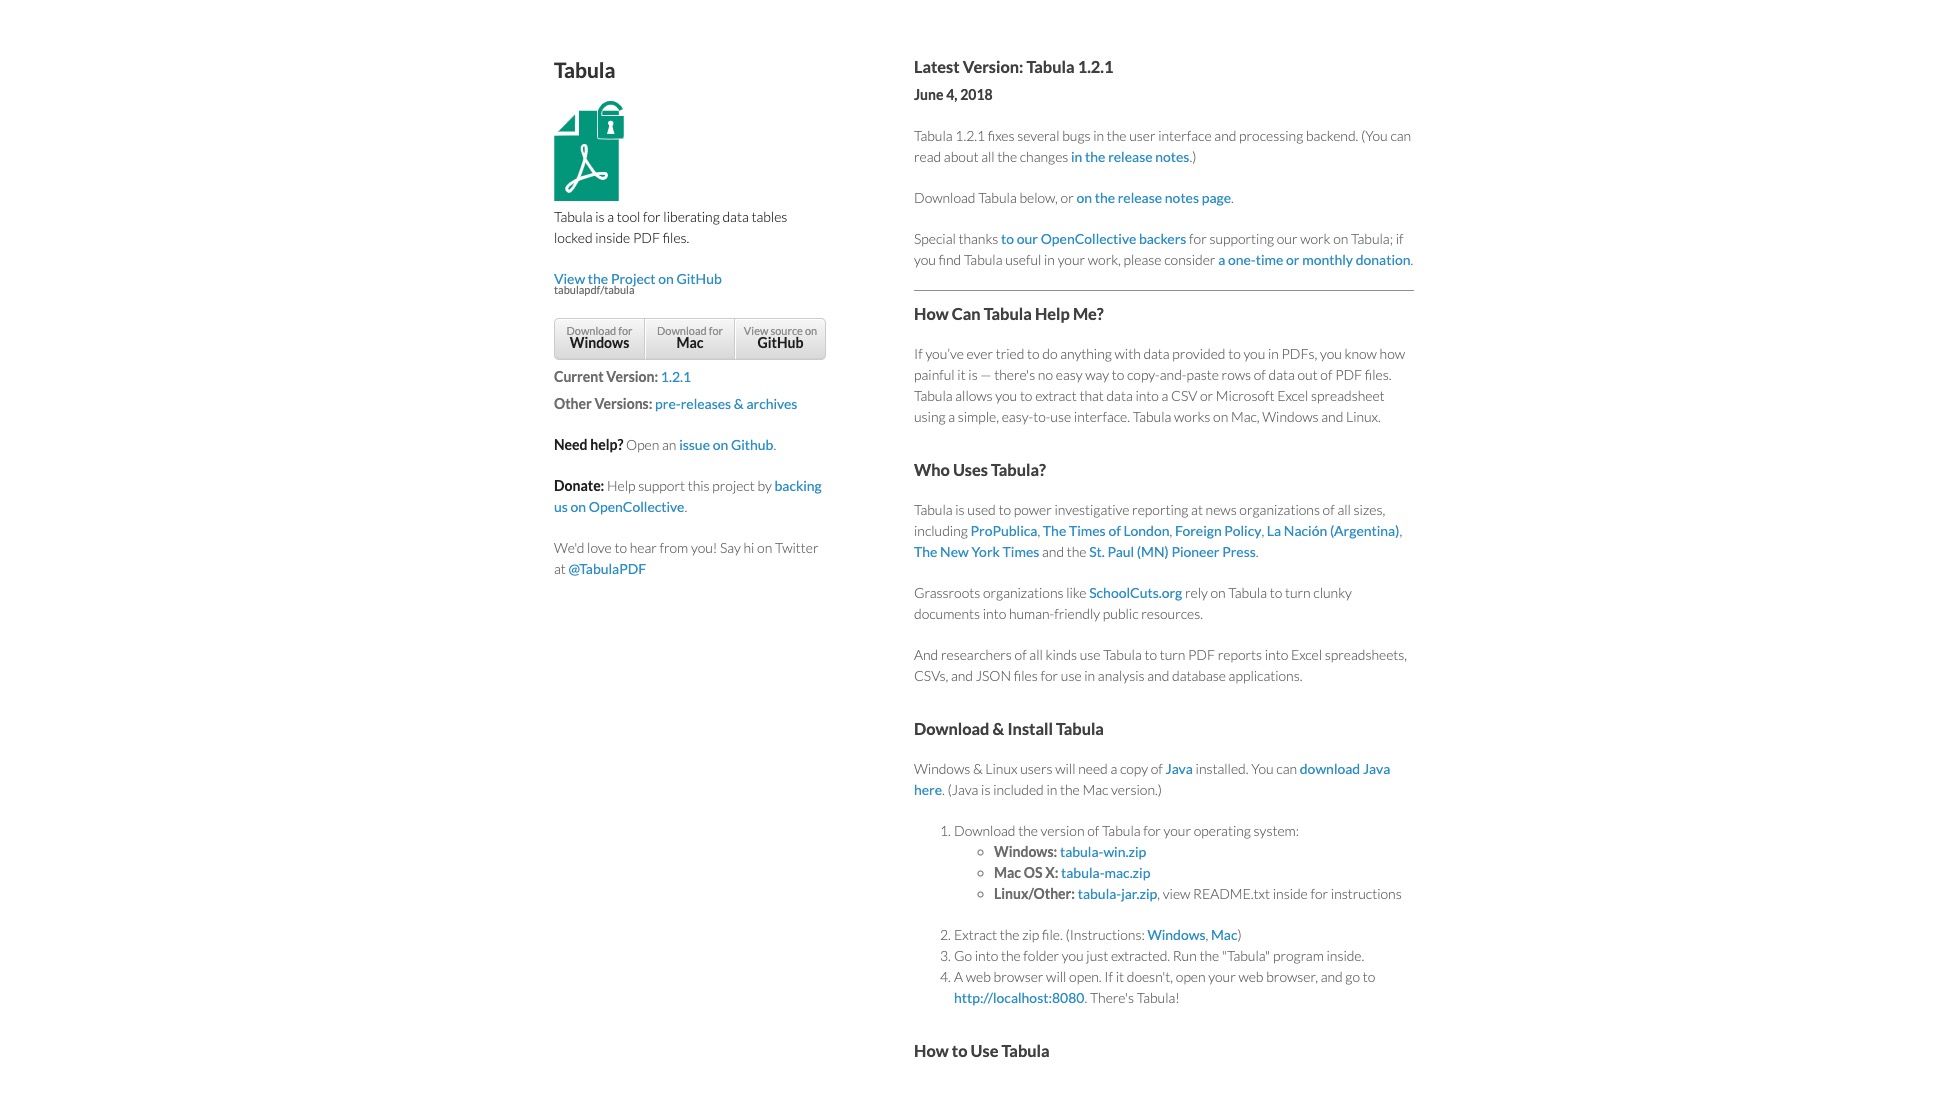 Tabula
Tabula is a tool for liberating data tables
locked inside PDF files.
View the Project on GitHub
tabulapdf/tabula
Download for
Windows
Download for
Mac
View source on
GitHub
Current Version: 1.2.1
Other Versions: pre-releases & archives
Need help? Open an issue on Github.
Donate: Help support this project by backing
us on OpenCollective.
We'd love to hear from you! Say hi on Twitter
at @TabulaPDF
Latest Version: Tabula 1.2.1
June 4, 2018
Tabula 1.2.1 fixes several bugs in the user interface and processing backend. (You can
read about all the changes in the release notes.)
Download Tabula below, or on the release notes page.
Special thanks to our OpenCollective backers for supporting our work on Tabula; if
you find Tabula useful in your work, please consider a one-time or monthly donation.
How Can Tabula Help Me?
If you've ever tried to do anything with data provided to you in PDFs, you know how
painful it is — there's no easy way to copy-and-paste rows of data out of PDF files.
Tabula allows you to extract that data into a CSV or Microsoft Excel spreadsheet
using a simple, easy-to-use interface. Tabula works on Mac, Windows and Linux.
Who Uses Tabula?
Tabula is used to power investigative reporting at news organizations of all sizes,
including ProPublica, The Times of London, Foreign Policy, La Nación (Argentina),
The New York Times and the St. Paul (MN) Pioneer Press.
Grassroots organizations like SchoolCuts.org rely on Tabula to turn clunky
documents into human-friendly public resources.
And researchers of all kinds use Tabula to turn PDF reports into Excel spreadsheets,
CSVs, and JSON files for use in analysis and database applications.
Download & Install Tabula
Windows & Linux users will need a copy of Java installed. You can download Java
here. (Java is included in the Mac version.)
1. Download the version of Tabula for your operating system:
Windows: tabula-win.zip
Mac OS X: tabula-mac.zip
Linux/Other: tabula-jar.zip, view README.txt inside for instructions
2. Extract the zip file. (Instructions: Windows, Mac)
3. Go into the folder you just extracted. Run the "Tabula" program inside.
4. A web browser will open. If it doesn't, open your web browser, and go to
http://localhost:8080. There's Tabula!
How to Use Tabula